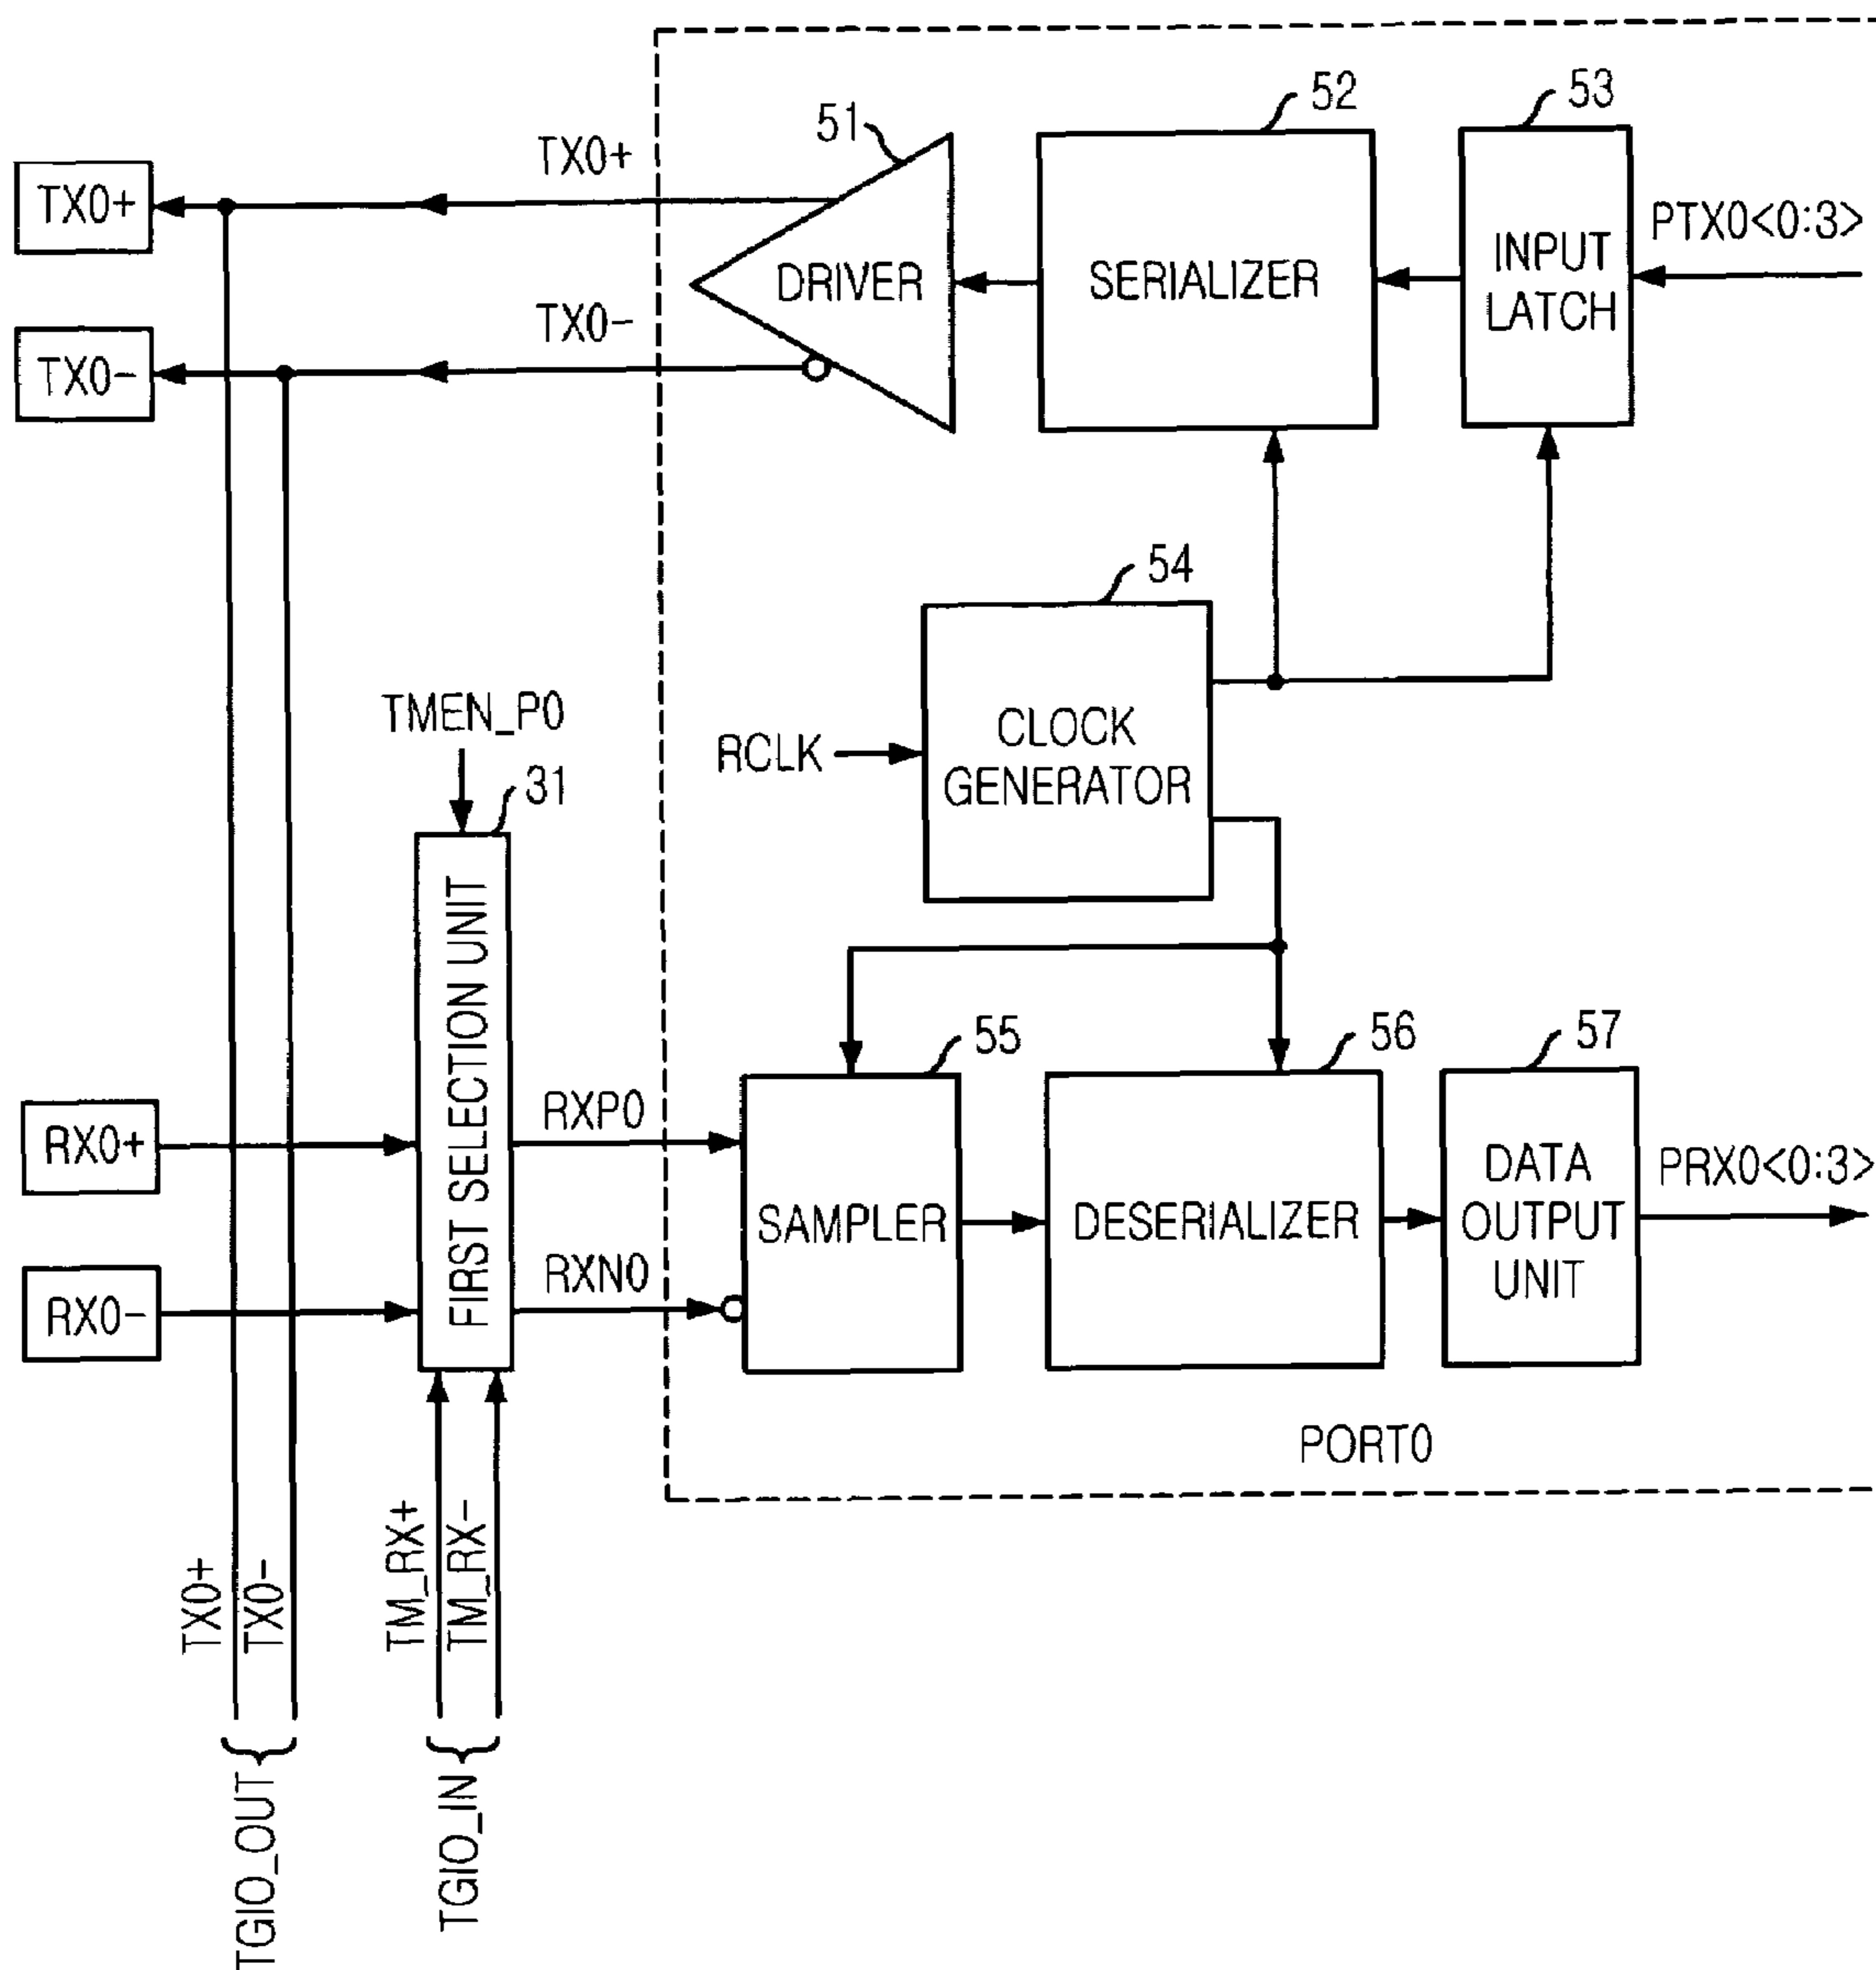 52
53
51
TX0+
TX0+
PTX0<0:3>
DRIVER
SERIALIZER
INPUT
LATCH
TX0-
TX0-
54
TMEN_P0
31
RCLK
CLOCK
GENERATOR
FIRST SELECTION UNIT
55
56
57
RX0+
RXP0
SAMPLER
DESERIALIZER
DATA
OUTPUT
UNIT
PRX0<0:3>
RX0-
RXN0
PORT0
TX0+
TX0-
TM_RX+
TM_RX-
TGIO_OUT
TGIO_IN